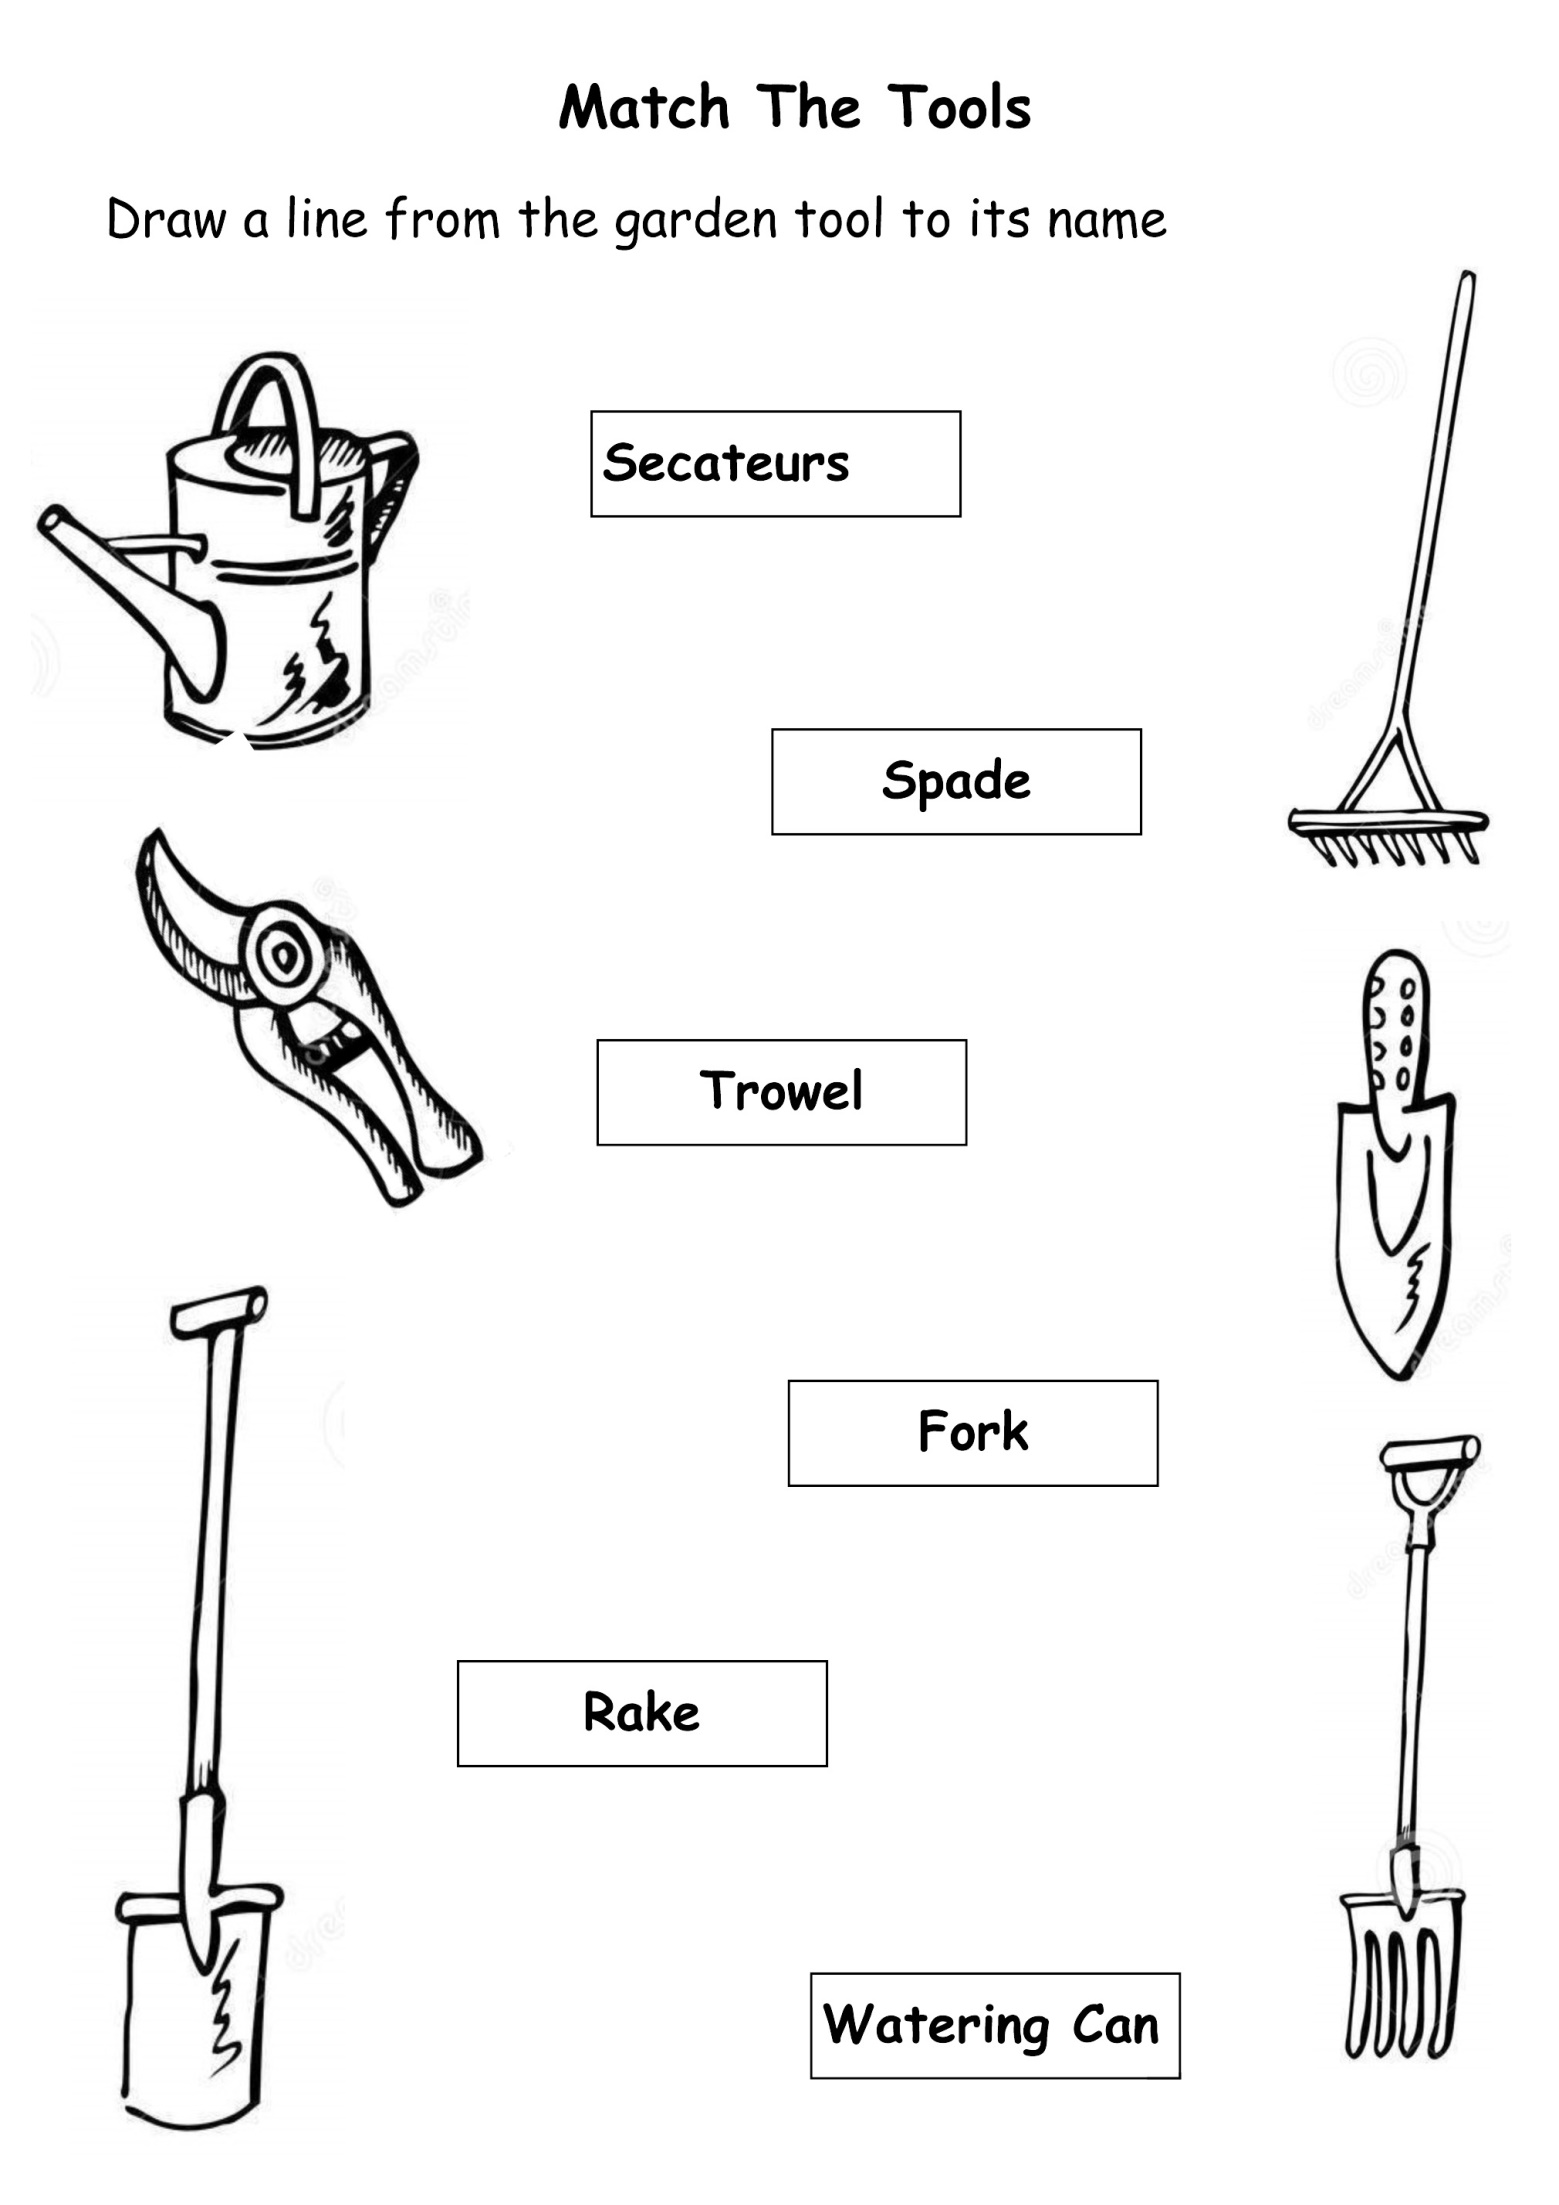 Match The Tools
Draw a line from the garden tool to its name
Secateurs
Spade
Trowel
Fork
Rake
Watering Can